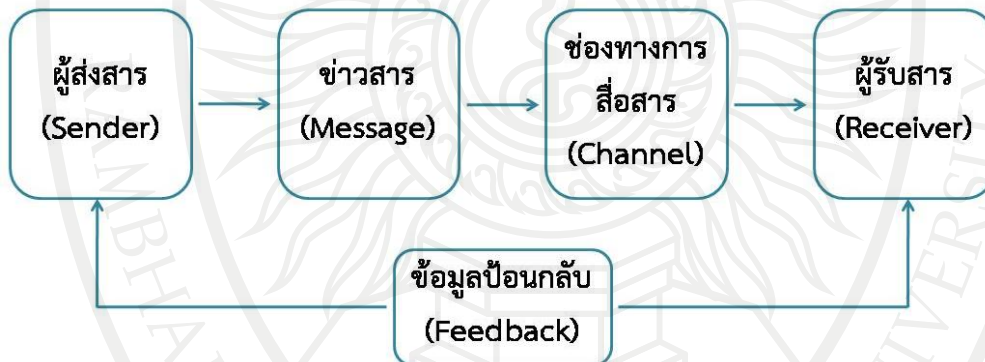 ผู้ส่งสาร
(Sender)
ข่าวสาร
(Message)
ช่องทางการ
สื่อสาร
(Channel)
ผู้รับสาร
(Receiver)
ข้อมูลป้อนกลับ
(Feedback)